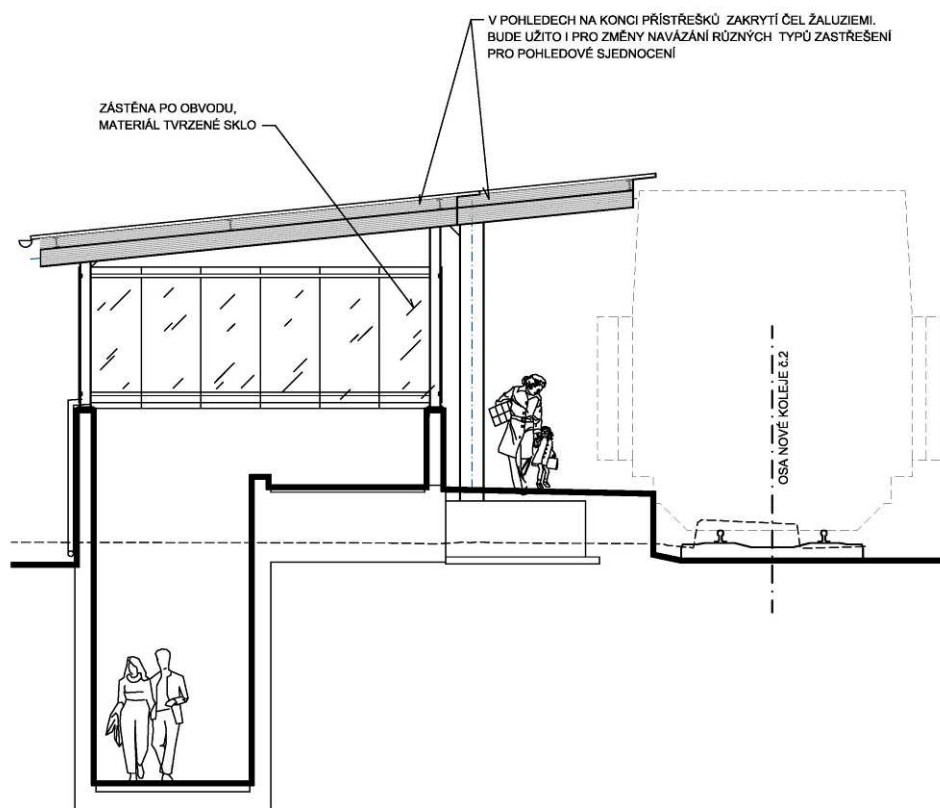 V POHLEDECH NA KONCI PŘÍSTŘEŠKŮ ZAKRYTÍ ČEL ŽALUZIEMI.
BUDE UŽITO I PRO ZMĚNY NAVÁZÁNÍ RŮZNÝCH TYPŮ ZASTŘEŠENÍ
PRO POHLEDOVÉ SJEDNOCENÍ
ZÁSTĚNA PO OBVODU,
MATERIÁL TVRZENÉ SKLO
OSA NOVÉ KOLEJE č.2